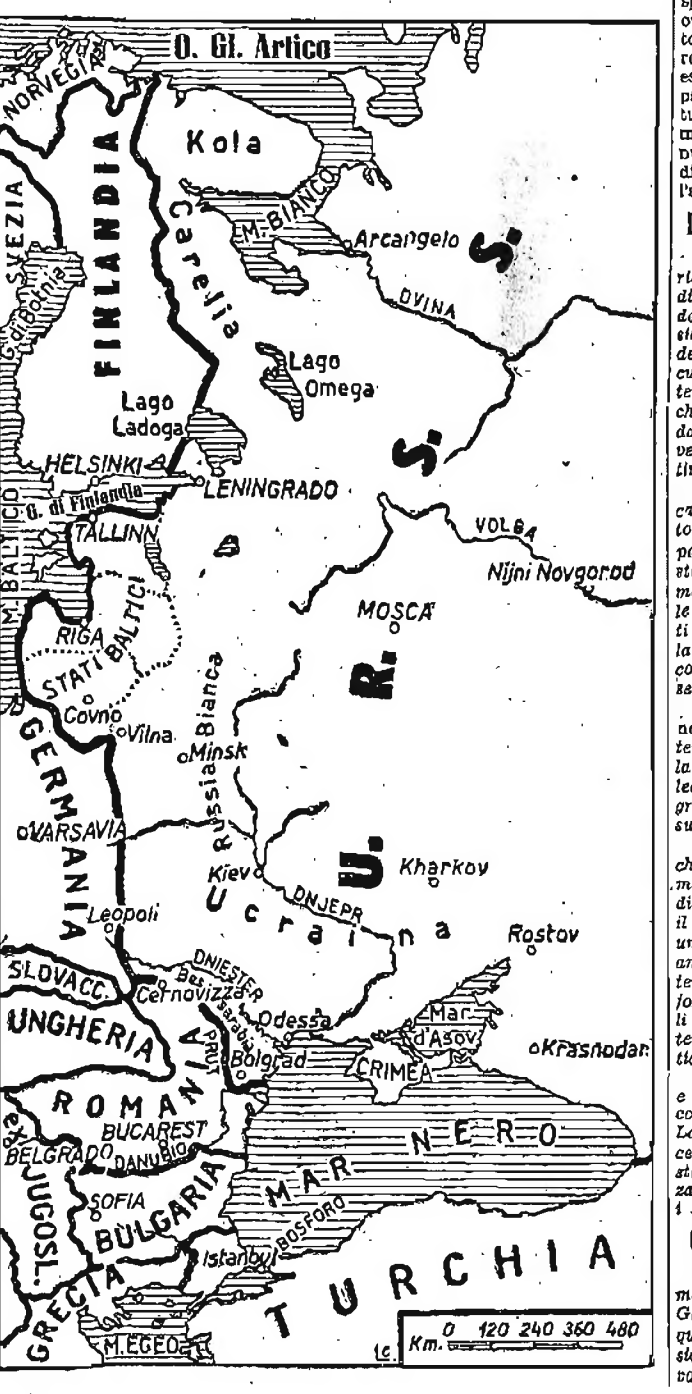 O. Gl. Artico
NORVEGIA
Kola
SVEZIA
FINLANDIA
Carelia
M. BIANCO
Arcangelo
S.
DVINA
G. di Botnia
Lago
Omega
Lago
Ladoga
S.
HELSINKI
LENINGRADO
G. di Finlandia
TALLINN
M. BALTICO
VOLGA
Nijni Novgorod
MOSCA
RIGA
STATI BALTICI
R.
Covno
Vilna
Russia Bianca
Minsk
GERMANIA
VARSAVIA
U.
Kiev
Kharkov
DNJEPR
Ucraina
Leopoli
Rostov
SLOVACC.
DNIESTER
Cernovizza
Bessarabia
Odessa
Mar
d'Asov
UNGHERIA
PRUT
Bolgrad
CRIMEA
Krasnodar
ROMANIA
BUCAREST
BELGRADO
DANUBIO
MAR NERO
JUGOSL.
SOFIA
BULGARIA
BOSFORO
Istanbul
TURCHIA
GRECIA
M. EGEO
Km. 0 120 240 360 480